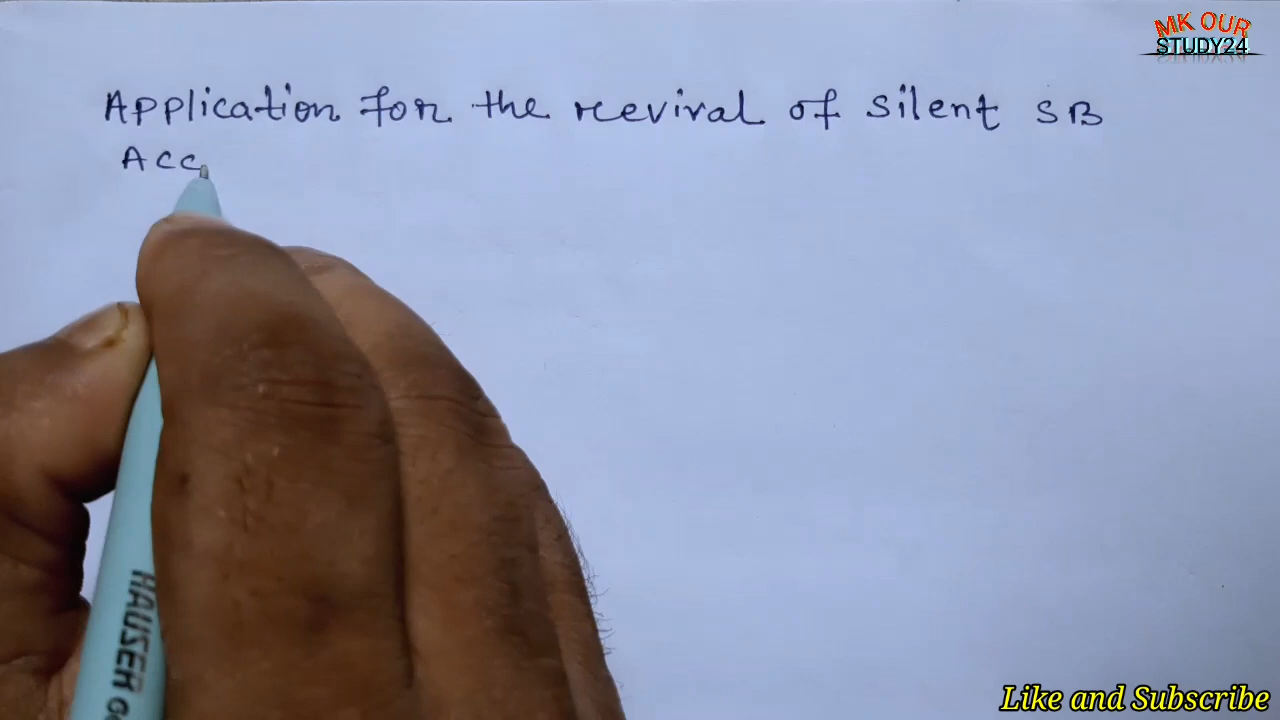 MK OUR
STUDY24
Application for the revival of Silent SB
Acc
HAUSER
Like and Subscribe